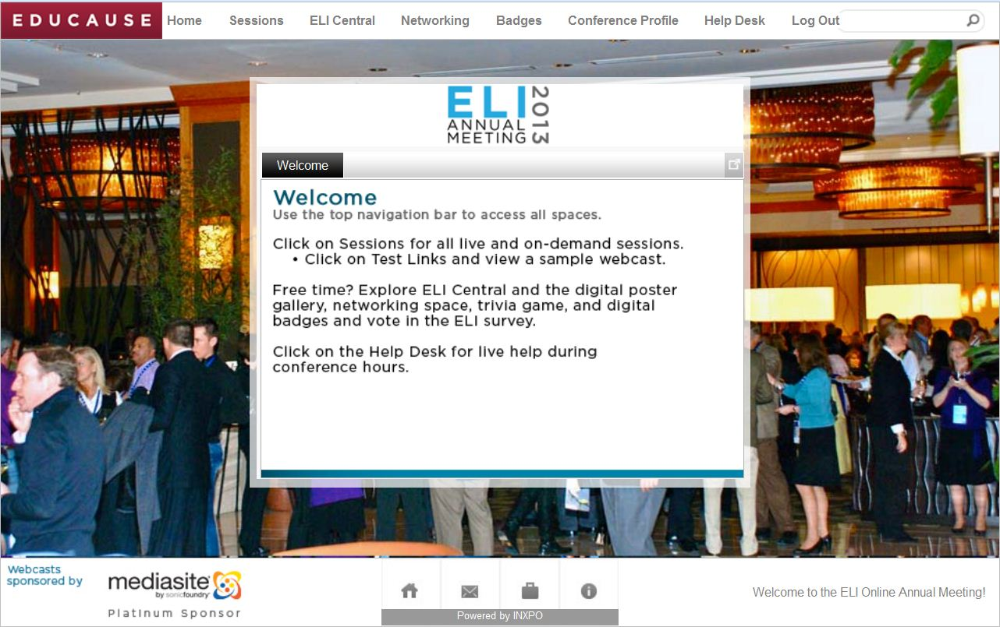 EDUCAUSE Home Sessions ELI Central Networking Badges Conference Profile Help Desk Log Out
ELI 2013
ANNUAL
MEETING
Welcome
Welcome
Use the top navigation bar to access all spaces.
Click on Sessions for all live and on-demand sessions.
• Click on Test Links and view a sample webcast.
Free time? Explore ELI Central and the digital poster
gallery, networking space, trivia game, and digital
badges and vote in the ELI survey.
Click on the Help Desk for live help during
conference hours.
Webcasts
sponsored by
mediasite
by sonicfoundry
Platinum Sponsor
Powered by INXPO
Welcome to the ELI Online Annual Meeting!